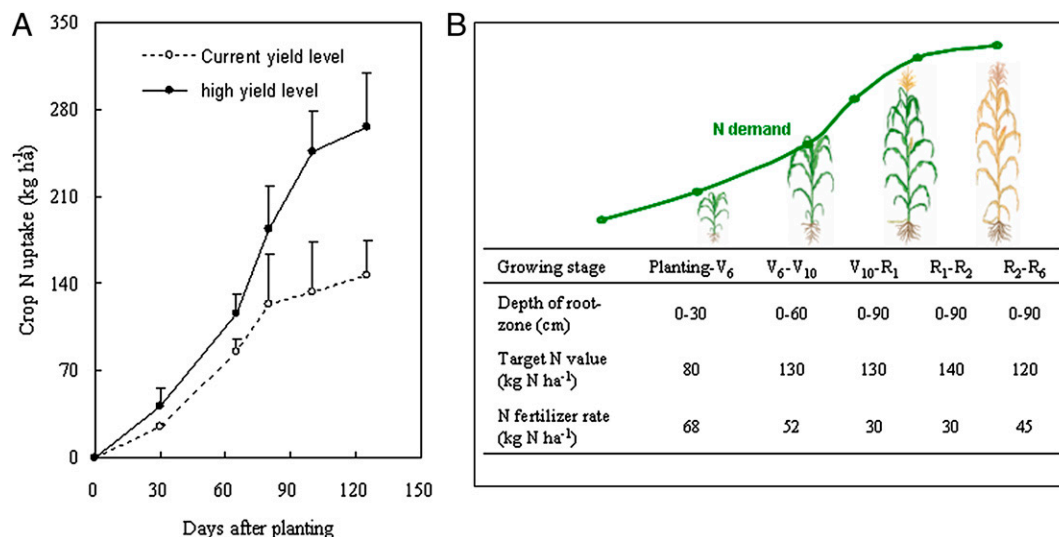 A
350
280
210
140
70
0
Crop N uptake (kg ha⁻¹)
Current yield level
high yield level
0 30 60 90 120 150
Days after planting
B
N demand
Growing stage Planting-V₆ V₆-V₁₀ V₁₀-R₁ R₁-R₂ R₂-R₆
Depth of root-
zone (cm) 0-30 0-60 0-90 0-90 0-90
Target N value
(kg N ha⁻¹) 80 130 130 140 120
N fertilizer rate
(kg N ha⁻¹) 68 52 30 30 45